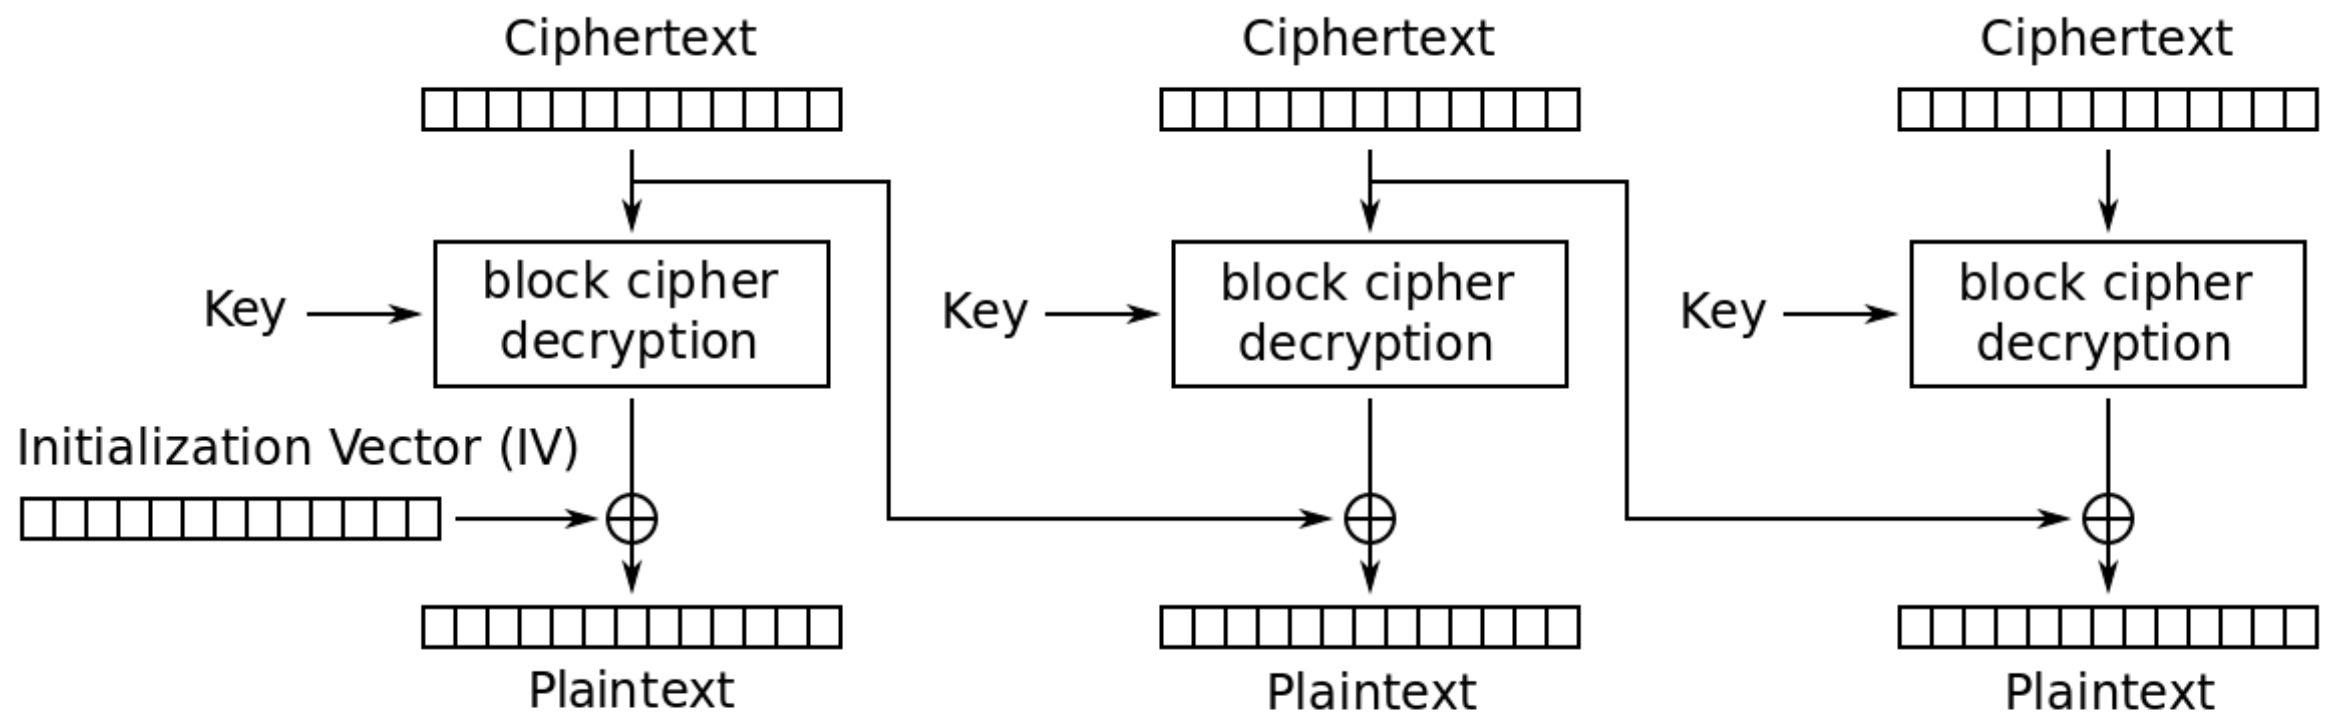 Ciphertext
Ciphertext
Ciphertext
Key
block cipher
decryption
Key
block cipher
decryption
Key
block cipher
decryption
Initialization Vector (IV)
Plaintext
Plaintext
Plaintext